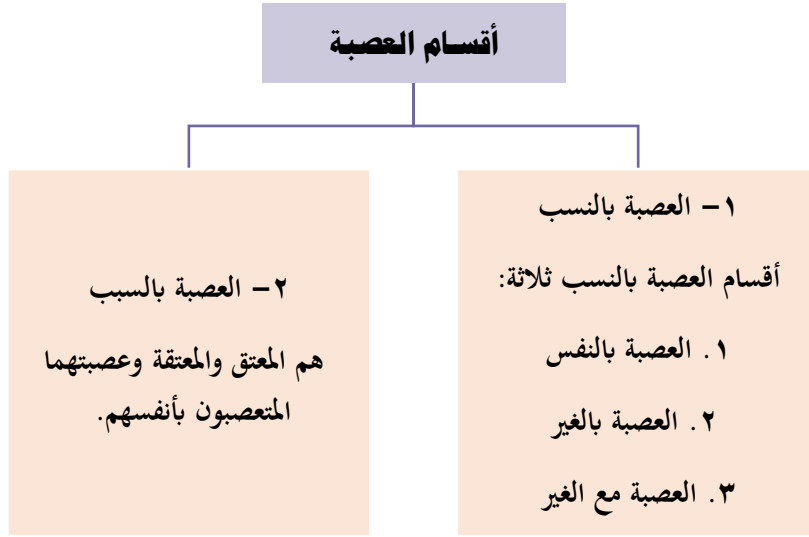 أقسام العصبة
١– العصبة بالنسب
أقسام العصبة بالنسب ثلاثة:
١. العصبة بالنفس
٢. العصبة بالغير
٣. العصبة مع الغير
٢– العصبة بالسبب
هم المعتق والمعتقة وعصبتهما
المتعصبون بأنفسهم.